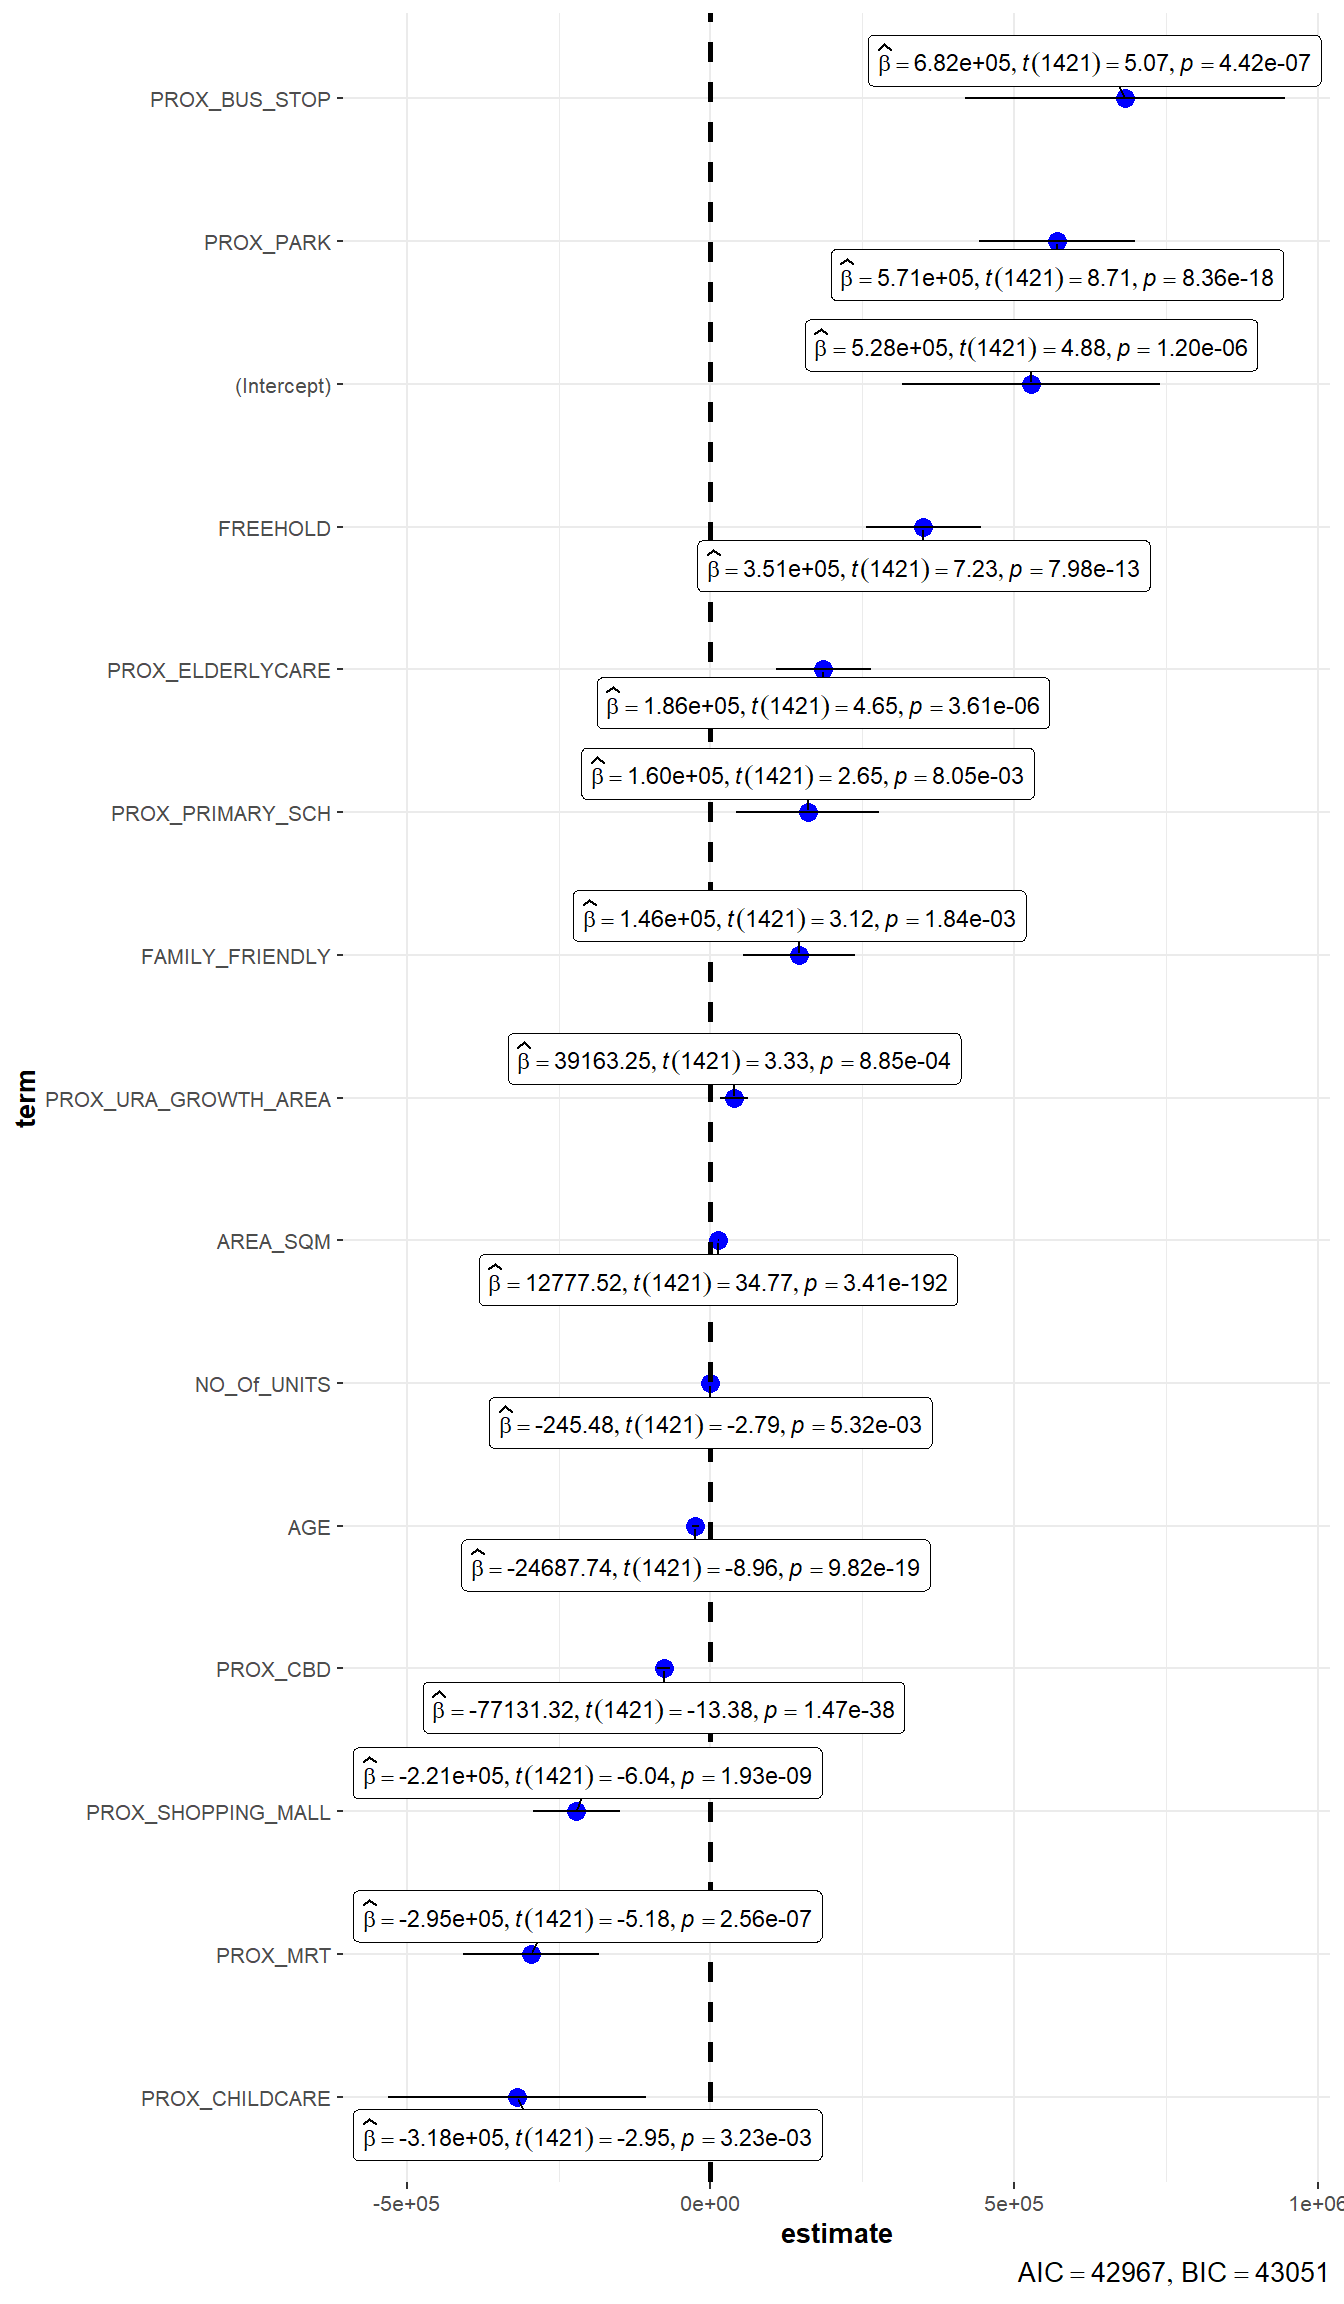 β̂ = 6.82e+05, t(1421) = 5.07, p = 4.42e-07
PROX_BUS_STOP
PROX_PARK
β̂ = 5.71e+05, t(1421) = 8.71, p = 8.36e-18
β̂ = 5.28e+05, t(1421) = 4.88, p = 1.20e-06
(Intercept)
FREEHOLD
β̂ = 3.51e+05, t(1421) = 7.23, p = 7.98e-13
PROX_ELDERLYCARE
β̂ = 1.86e+05, t(1421) = 4.65, p = 3.61e-06
β̂ = 1.60e+05, t(1421) = 2.65, p = 8.05e-03
PROX_PRIMARY_SCH
β̂ = 1.46e+05, t(1421) = 3.12, p = 1.84e-03
FAMILY_FRIENDLY
β̂ = 39163.25, t(1421) = 3.33, p = 8.85e-04
term
PROX_URA_GROWTH_AREA
AREA_SQM
β̂ = 12777.52, t(1421) = 34.77, p = 3.41e-192
NO_Of_UNITS
β̂ = -245.48, t(1421) = -2.79, p = 5.32e-03
AGE
β̂ = -24687.74, t(1421) = -8.96, p = 9.82e-19
PROX_CBD
β̂ = -77131.32, t(1421) = -13.38, p = 1.47e-38
β̂ = -2.21e+05, t(1421) = -6.04, p = 1.93e-09
PROX_SHOPPING_MALL
β̂ = -2.95e+05, t(1421) = -5.18, p = 2.56e-07
PROX_MRT
PROX_CHILDCARE
β̂ = -3.18e+05, t(1421) = -2.95, p = 3.23e-03
-5e+05 0e+00 5e+05 1e+06
estimate
AIC = 42967, BIC = 43051